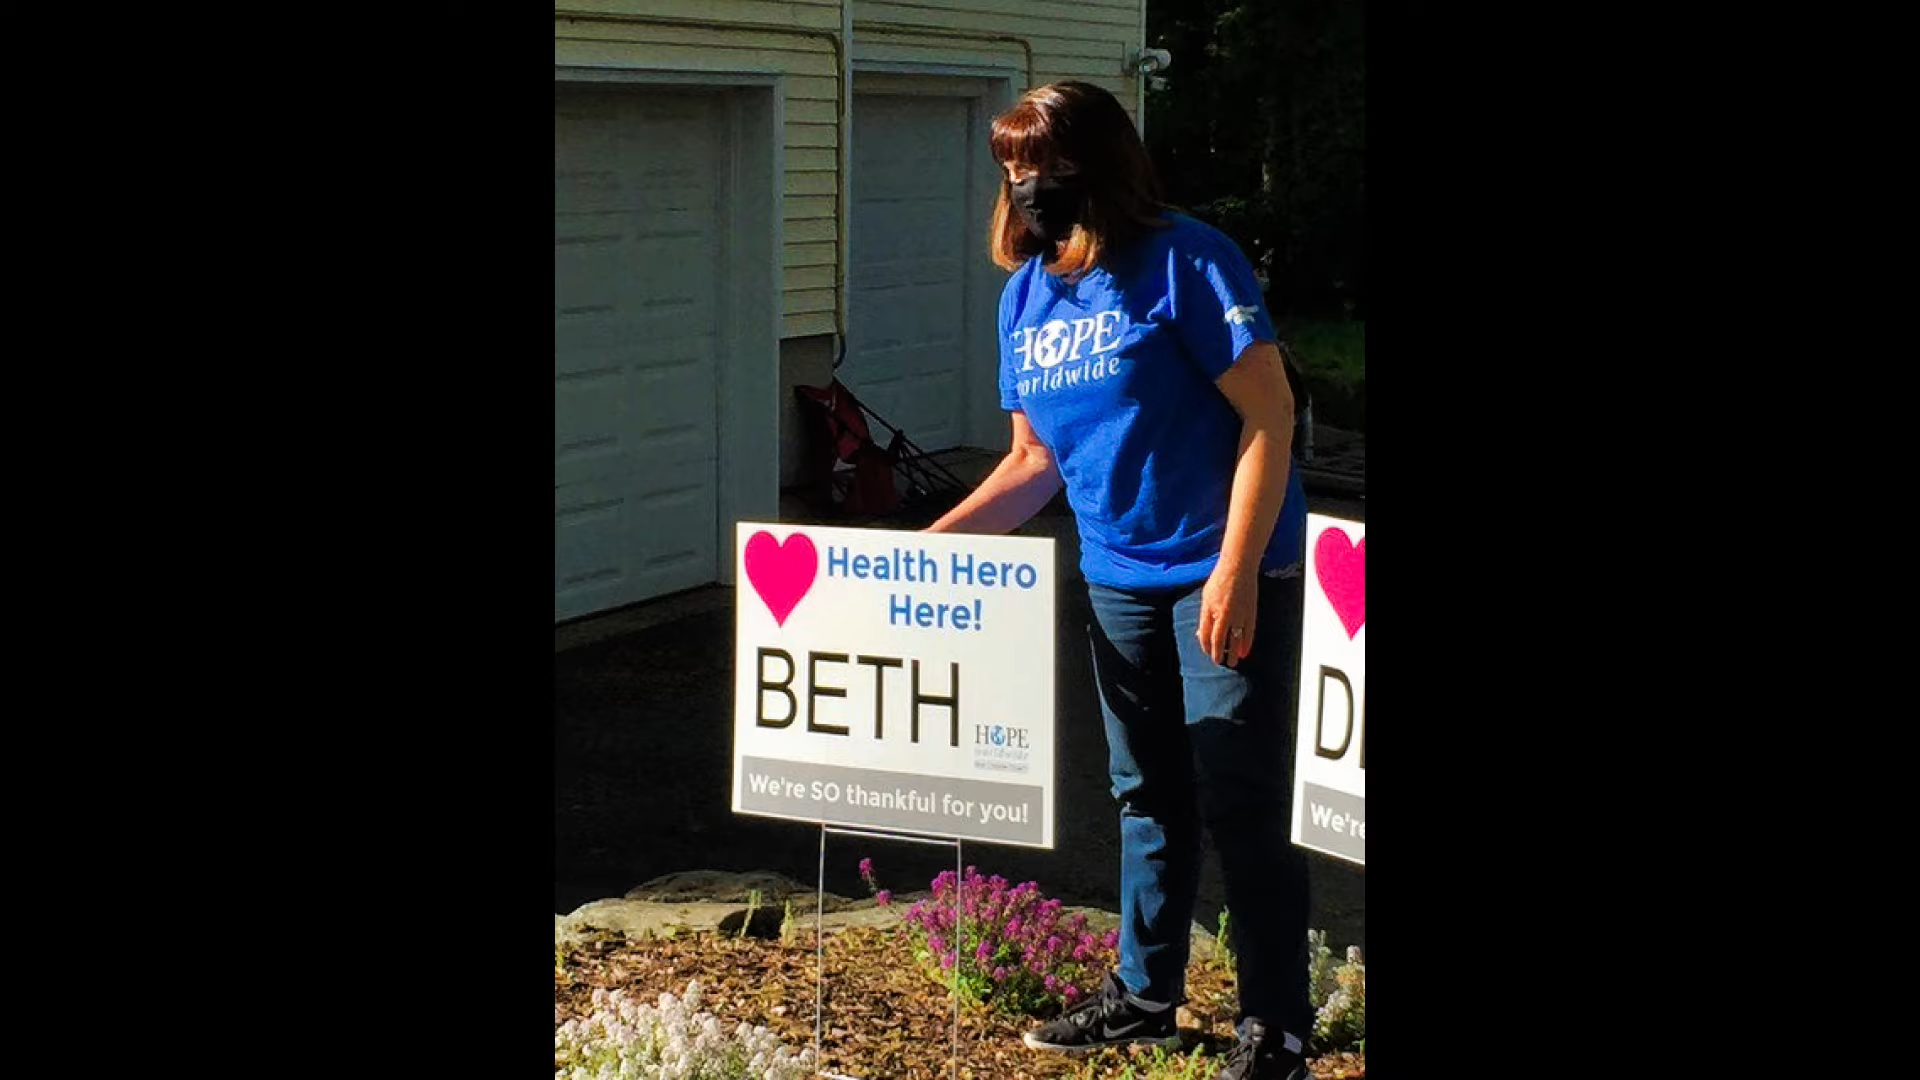 HOPE
worldwide
Health Hero
Here!
BETH
HOPE
worldwide
We're SO thankful for you!
D
We're